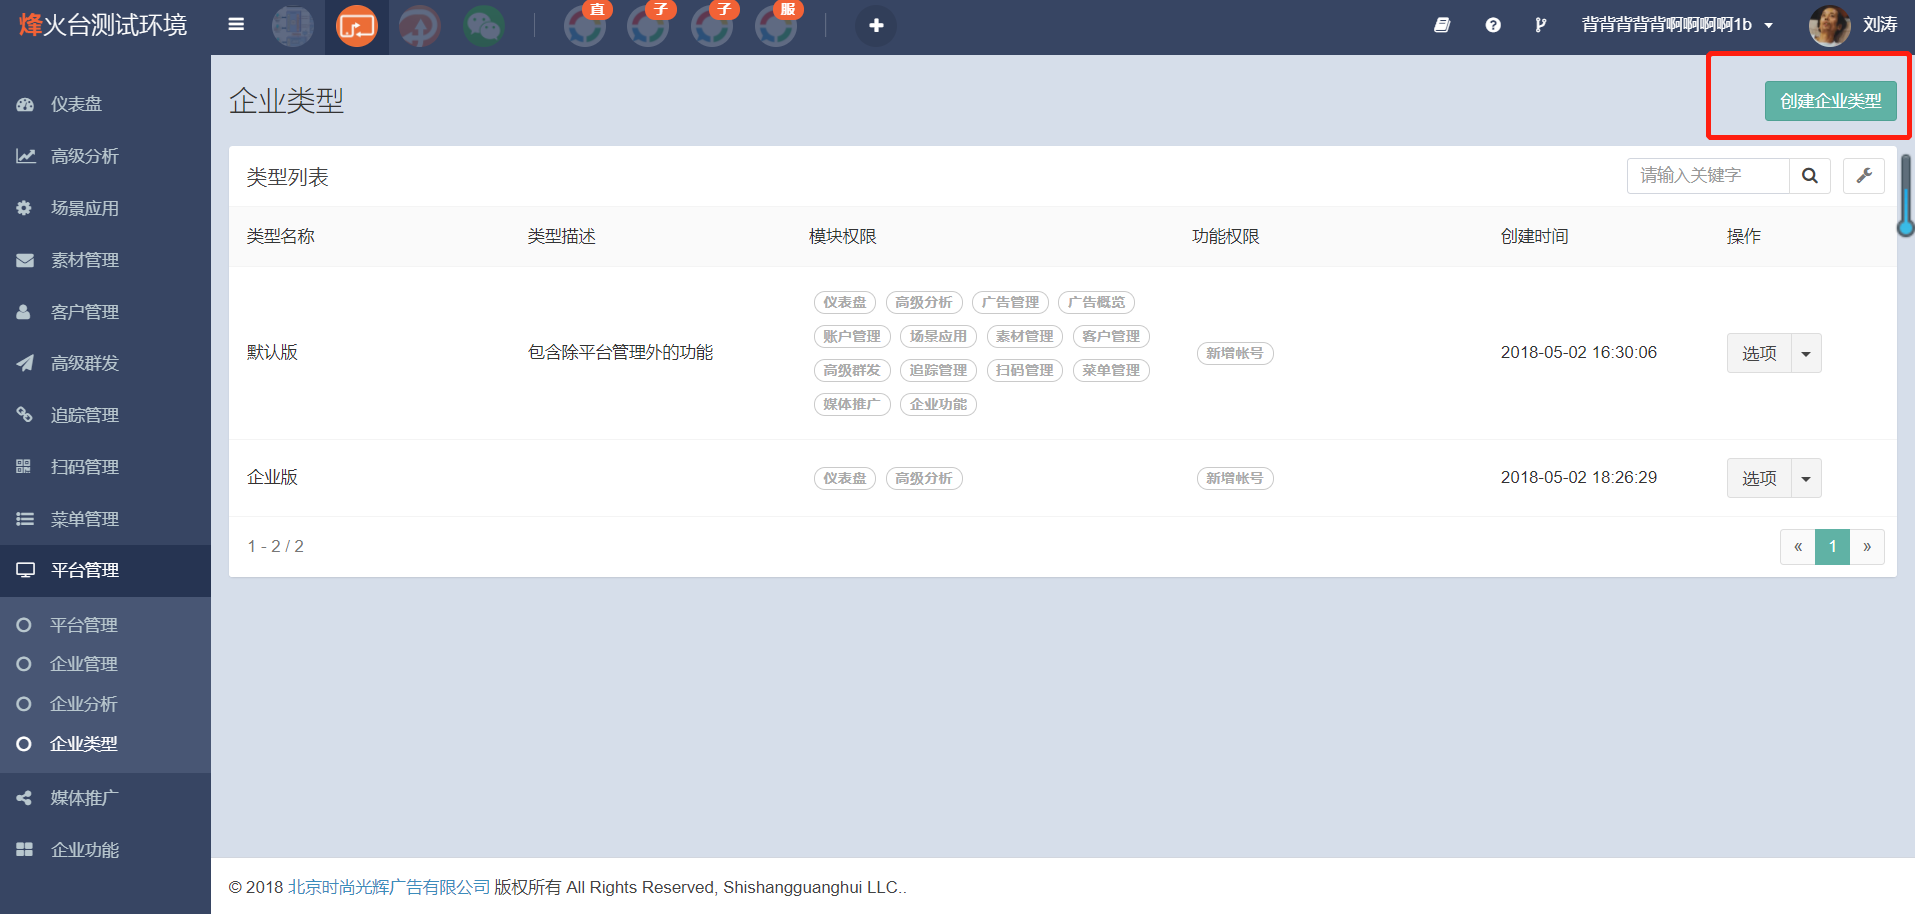 烽火台测试环境
直 子 子 服
背背背背背啊啊啊啊1b
刘涛
仪表盘
高级分析
场景应用
素材管理
客户管理
高级群发
追踪管理
扫码管理
菜单管理
平台管理
平台管理
企业管理
企业分析
企业类型
媒体推广
企业功能
企业类型
创建企业类型
类型列表
请输入关键字
类型名称 类型描述 模块权限 功能权限 创建时间 操作
默认版 包含除平台管理外的功能
仪表盘 高级分析 广告管理 广告概览
账户管理 场景应用 素材管理 客户管理
高级群发 追踪管理 扫码管理 菜单管理
媒体推广 企业功能
新增帐号 2018-05-02 16:30:06 选项
企业版 仪表盘 高级分析 新增帐号 2018-05-02 18:26:29 选项
1 - 2 / 2
« 1 »
© 2018 北京时尚光辉广告有限公司 版权所有 All Rights Reserved, Shishangguanghui LLC..